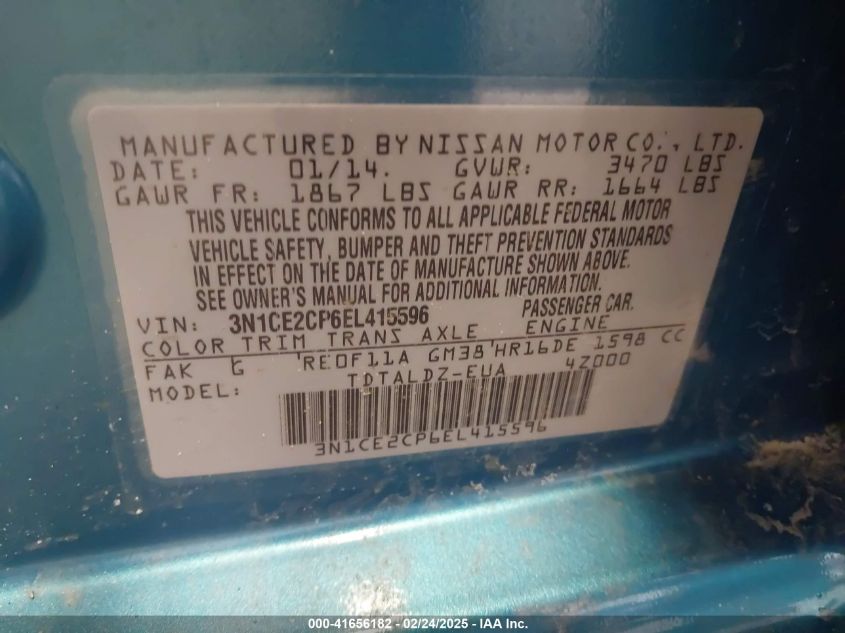 MANUFACTURED BY NISSAN MOTOR CO., LTD.
DATE: 01/14. GVWR: 3470 LBS
GAWR FR: 1867 LBS GAWR RR: 1664 LBS
THIS VEHICLE CONFORMS TO ALL APPLICABLE FEDERAL MOTOR
VEHICLE SAFETY, BUMPER AND THEFT PREVENTION STANDARDS
IN EFFECT ON THE DATE OF MANUFACTURE SHOWN ABOVE.
SEE OWNER'S MANUAL FOR ADDITIONAL INFORMATION.
VIN: 3N1CE2CP6EL415596 PASSENGER CAR.
COLOR TRIM TRANS AXLE ENGINE
FAK G 'RE0F11A GM38'HR16DE 1598 CC
MODEL: TDTALDZ-EUA 4Z000
3N1CE2CP6EL415596
000-41656182 - 02/24/2025 - IAA Inc.